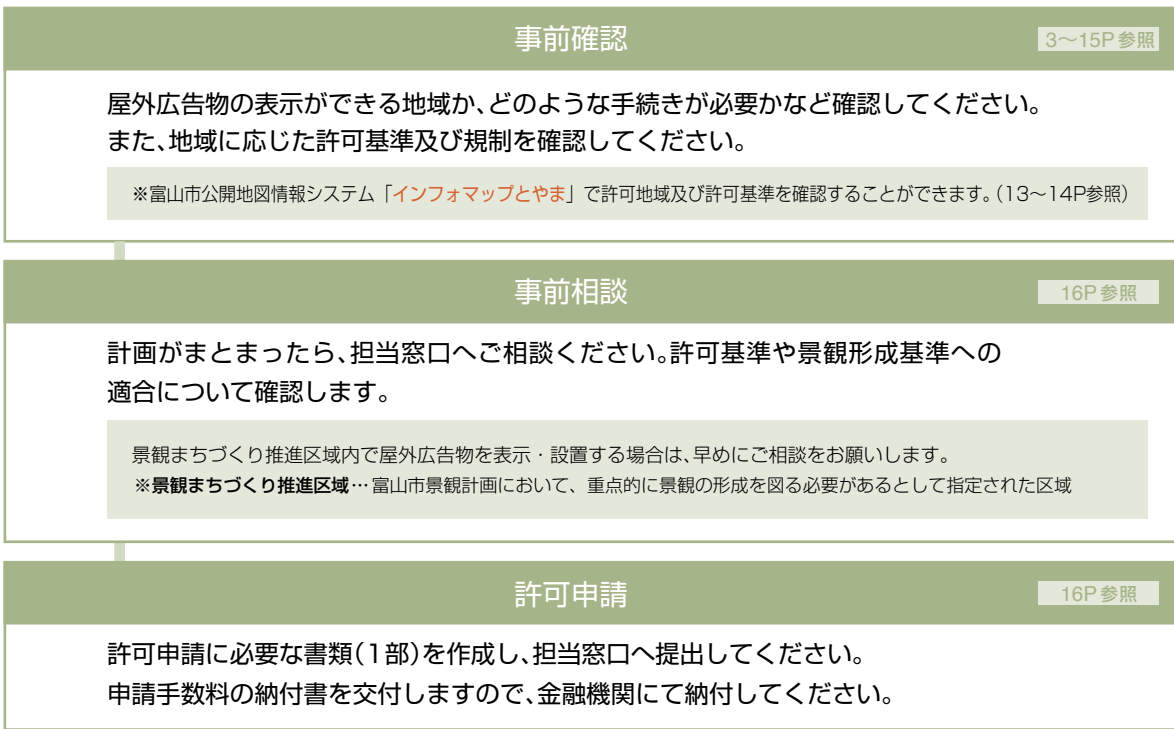 事前確認
3〜15P参照
屋外広告物の表示ができる地域か、どのような手続きが必要かなど確認してください。
また、地域に応じた許可基準及び規制を確認してください。
※富山市公開地図情報システム「インフォマップとやま」で許可地域及び許可基準を確認することができます。(13〜14P参照)
事前相談
16P参照
計画がまとまったら、担当窓口へご相談ください。許可基準や景観形成基準への
適合について確認します。
景観まちづくり推進区域内で屋外広告物を表示・設置する場合は、早めにご相談をお願いします。
※景観まちづくり推進区域…富山市景観計画において、重点的に景観の形成を図る必要があるとして指定された区域
許可申請
16P参照
許可申請に必要な書類(1部)を作成し、担当窓口へ提出してください。
申請手数料の納付書を交付しますので、金融機関にて納付してください。